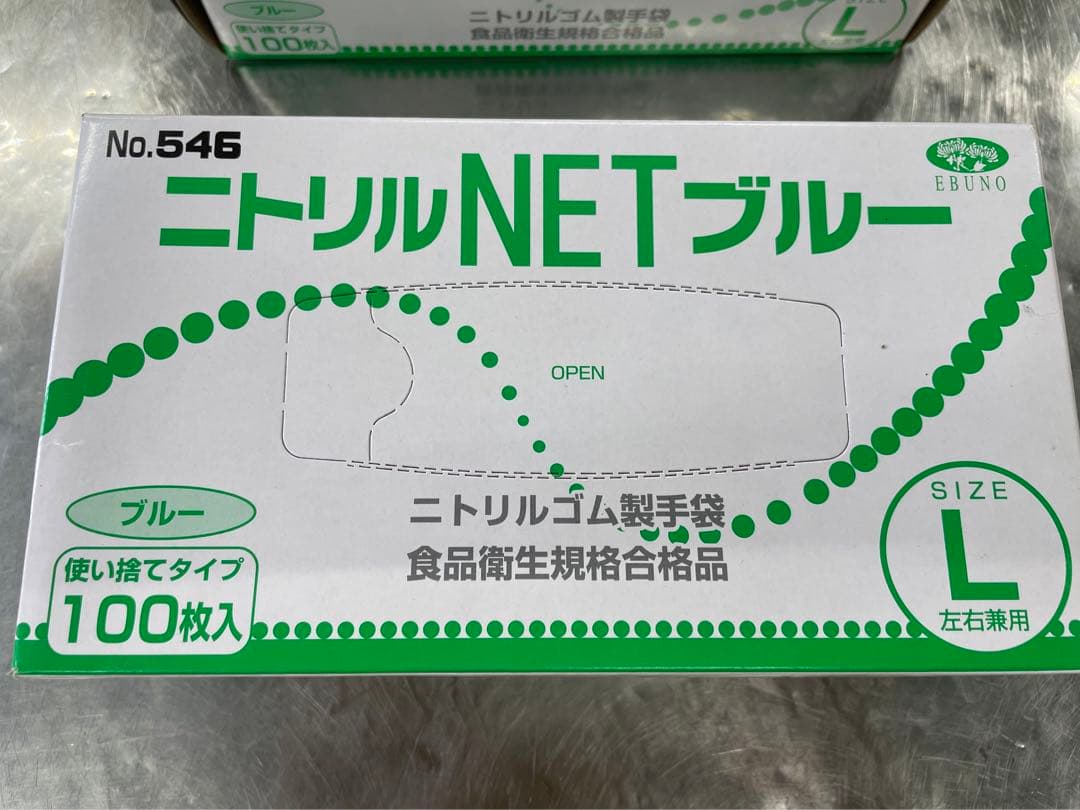 ブルー
使い捨てタイプ
100枚入
ニトリルゴム製手袋
食品衛生規格合格品
SIZE
L
No.546
EBUNO
ニトリルNETブルー
OPEN
ブルー
使い捨てタイプ
100枚入
ニトリルゴム製手袋
食品衛生規格合格品
SIZE
L
左右兼用